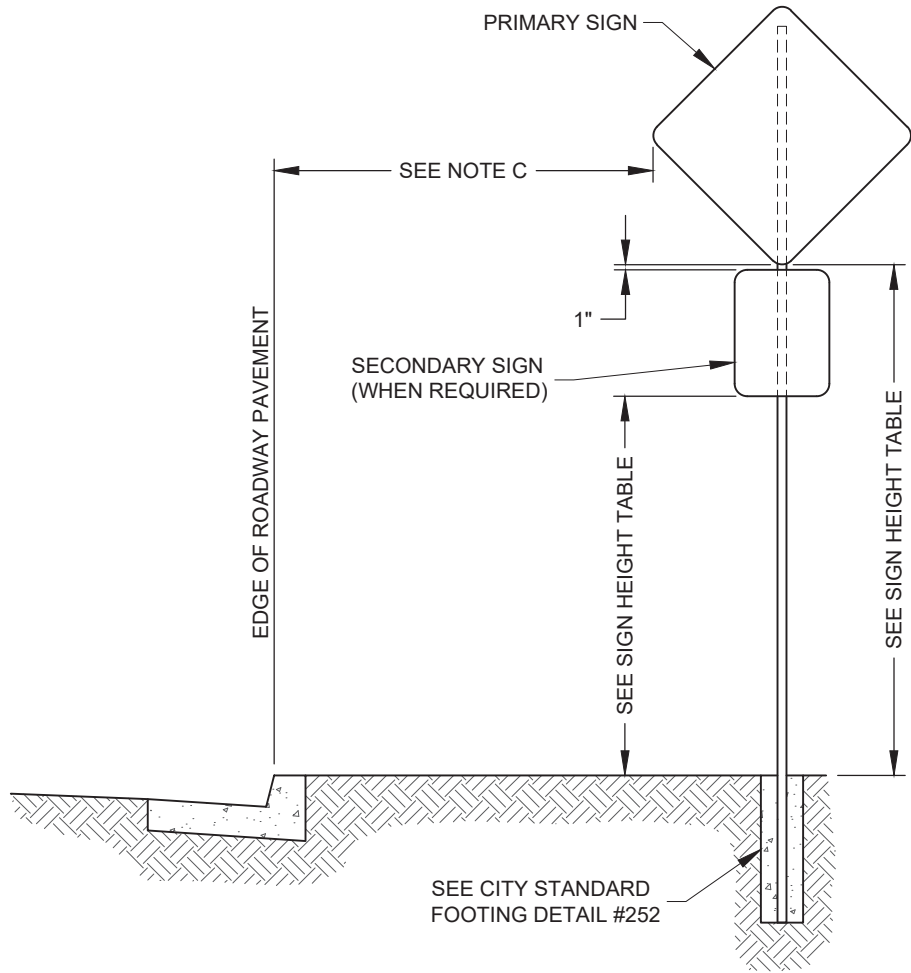 PRIMARY SIGN
SEE NOTE C
1"
SECONDARY SIGN
(WHEN REQUIRED)
EDGE OF ROADWAY PAVEMENT
SEE SIGN HEIGHT TABLE
SEE SIGN HEIGHT TABLE
SEE CITY STANDARD
FOOTING DETAIL #252